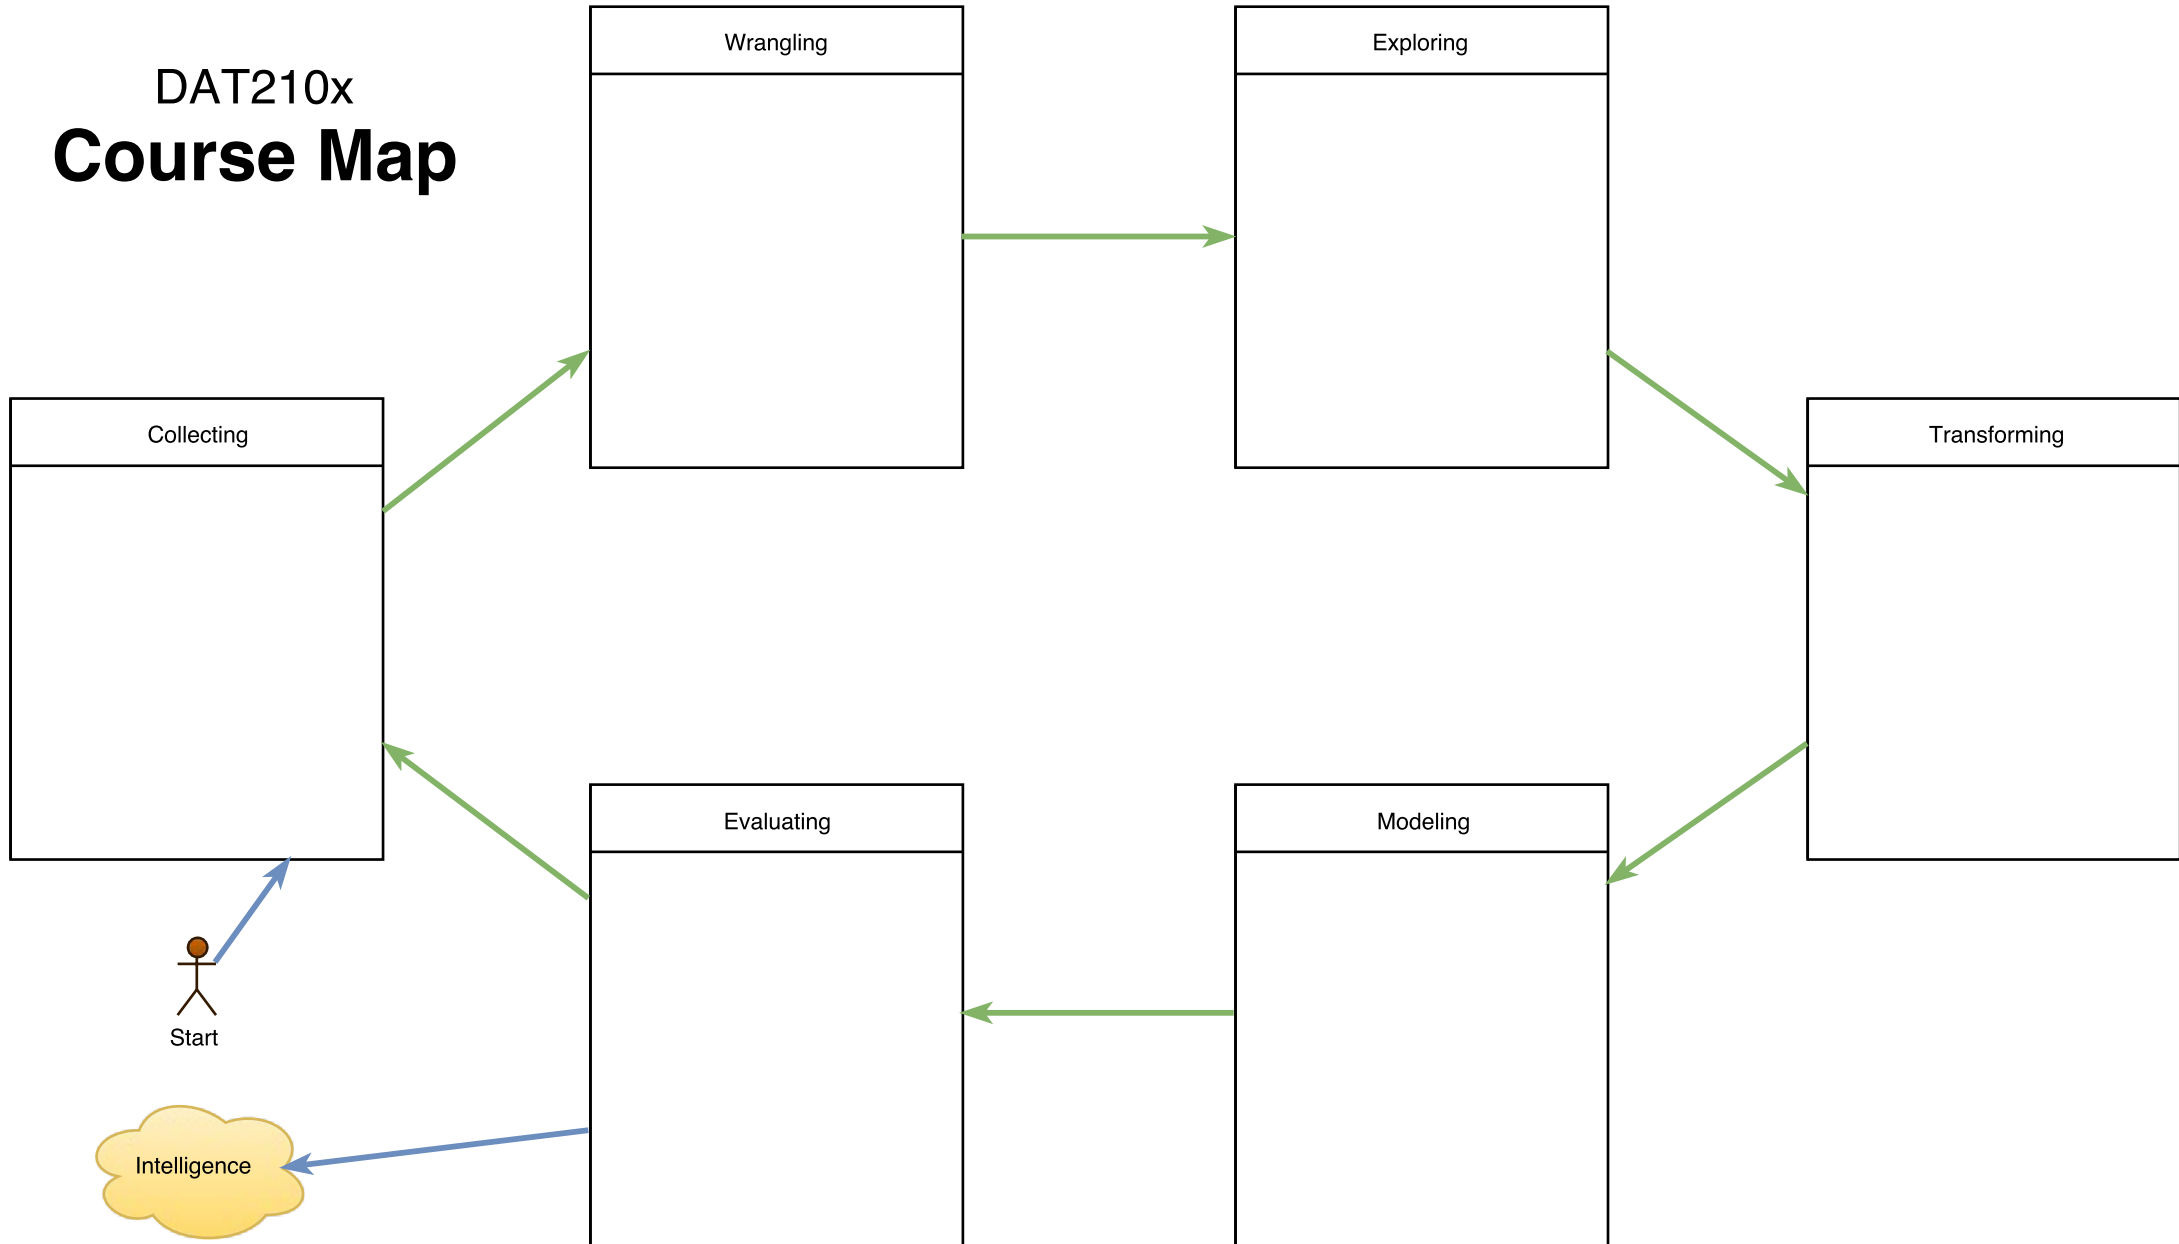 DAT210x
Course Map
Wrangling
Exploring
Collecting
Transforming
Evaluating
Modeling
Start
Intelligence